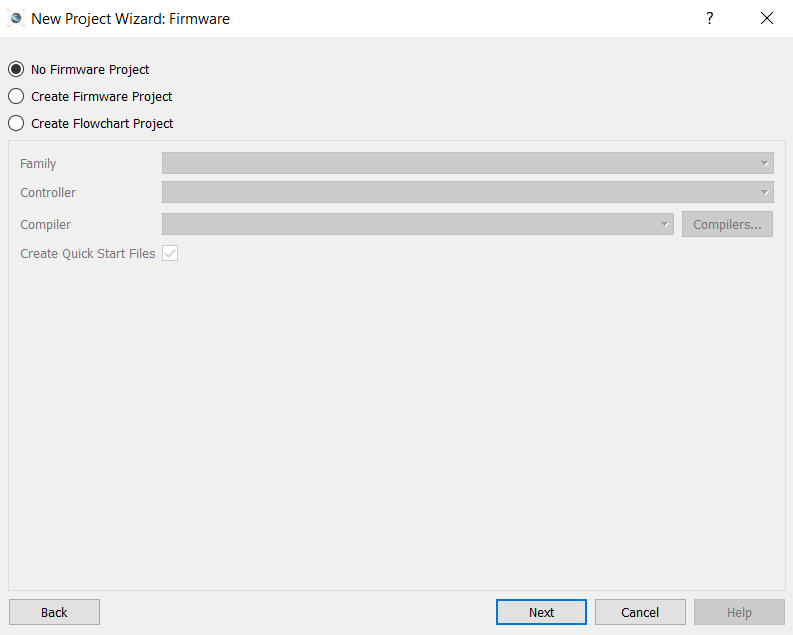 New Project Wizard: Firmware
?
No Firmware Project
Create Firmware Project
Create Flowchart Project
Family
Controller
Compiler Compilers...
Create Quick Start Files
Back Next Cancel Help